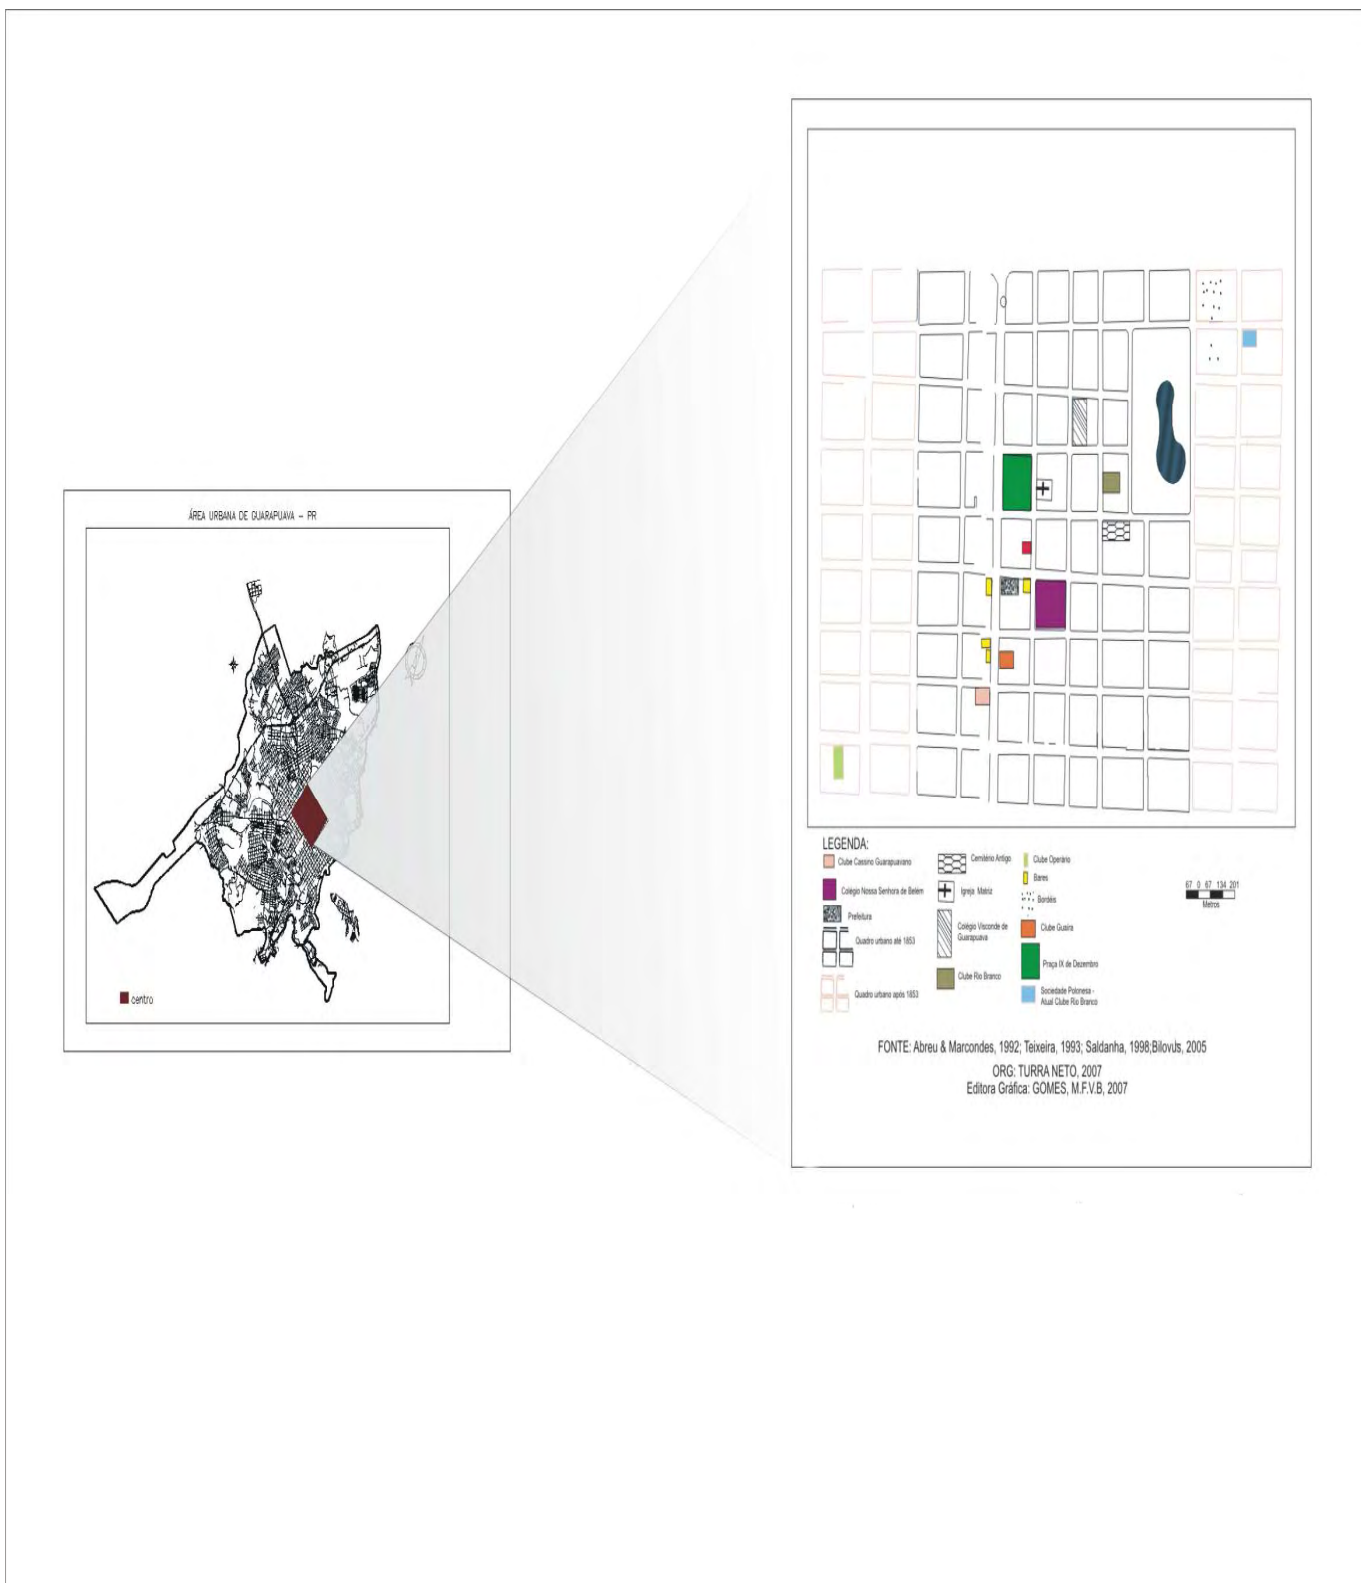 ÁREA URBANA DE GUARAPUAVA – PR
centro
LEGENDA:
Clube Cassino Guarapuavano
Colégio Nossa Senhora de Belém
Prefeitura
Quadro urbano até 1853
Quadro urbano após 1853
Cemitério Antigo
Igreja Matriz
Colégio Visconde de
Guarapuava
Clube Rio Branco
Clube Operário
Bares
Bordéis
Clube Guaíra
Praça IX de Dezembro
Sociedade Polonesa -
Atual Clube Rio Branco
67 0 67 134 201
Metros
FONTE: Abreu & Marcondes, 1992; Teixeira, 1993; Saldanha, 1998;Bilovus, 2005
ORG: TURRA NETO, 2007
Editora Gráfica: GOMES, M.F.V.B, 2007